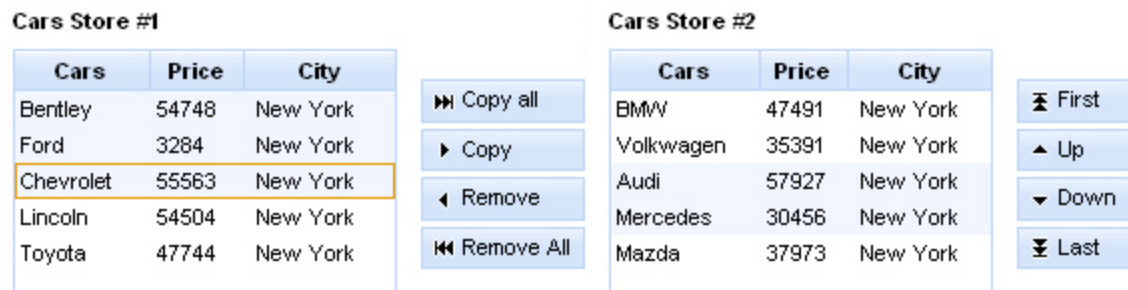 Cars Store #1
Cars Price City
Bentley 54748 New York
Ford 3284 New York
Chevrolet 55563 New York
Lincoln 54504 New York
Toyota 47744 New York
Copy all
Copy
Remove
Remove All
Cars Store #2
Cars Price City
BMW 47491 New York
Volkwagen 35391 New York
Audi 57927 New York
Mercedes 30456 New York
Mazda 37973 New York
First
Up
Down
Last